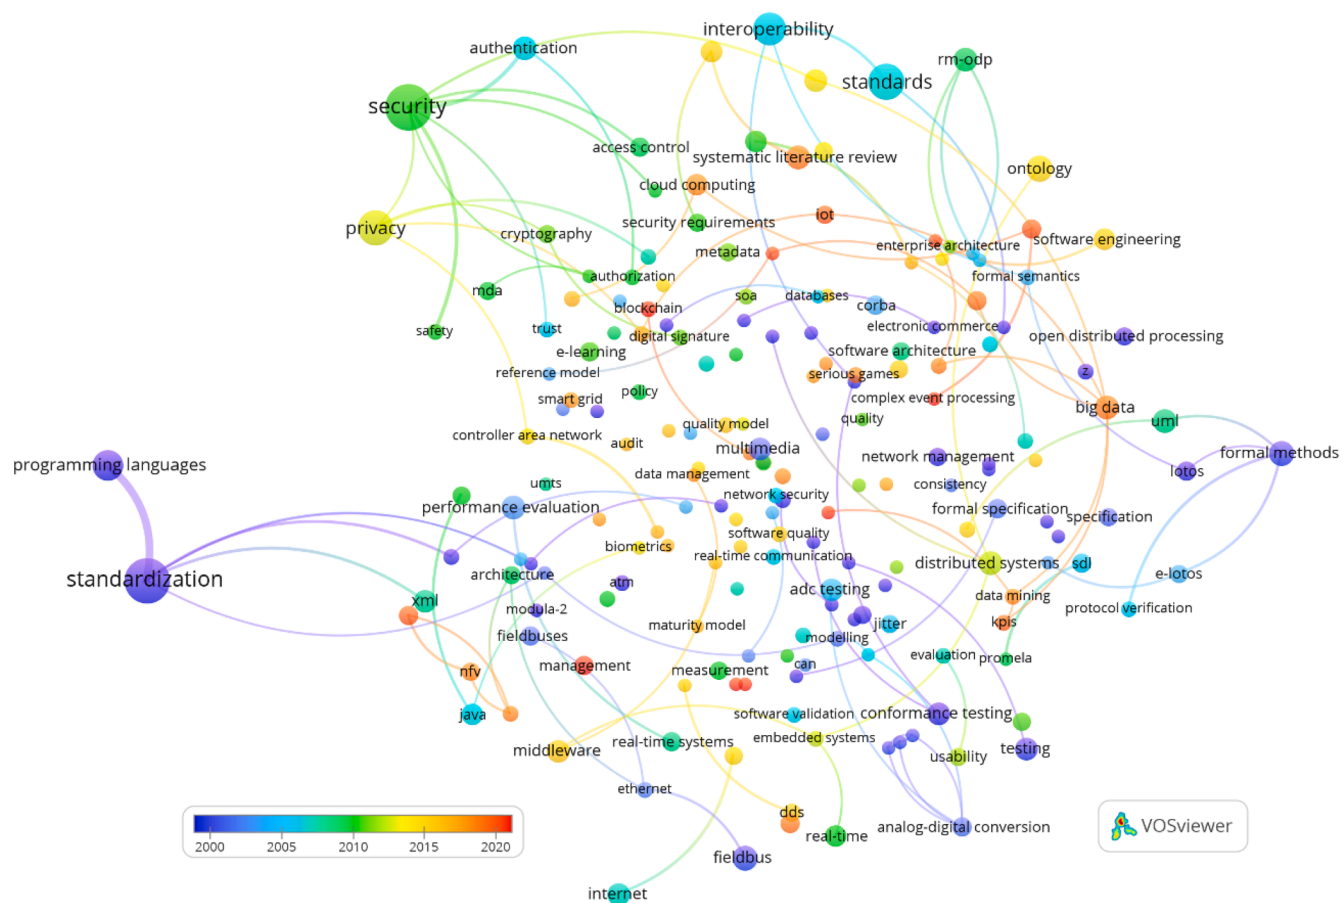 interoperability
authentication
rm-odp
standards
security
access control
systematic literature review
ontology
cloud computing
iot
security requirements
privacy
cryptography
enterprise architecture
software engineering
metadata
authorization
formal semantics
mda
soa
databases
corba
blockchain
safety
trust
digital signature
electronic commerce
open distributed processing
e-learning
software architecture
reference model
serious games
z
policy
smart grid
complex event processing
big data
quality model
quality
uml
controller area network
audit
multimedia
formal methods
programming languages
network management
data management
lotos
umts
consistency
network security
performance evaluation
formal specification
specification
software quality
biometrics
real-time communication
distributed systems
sdl
standardization
architecture
atm
adc testing
e-lotos
xml
data mining
modula-2
protocol verification
maturity model
jitter
kpis
fieldbuses
modelling
management
can
evaluation
promela
nfv
measurement
java
software validation
conformance testing
real-time systems
embedded systems
middleware
testing
usability
ethernet
dds
real-time
analog-digital conversion
VOSviewer
fieldbus
internet
2000 2005 2010 2015 2020